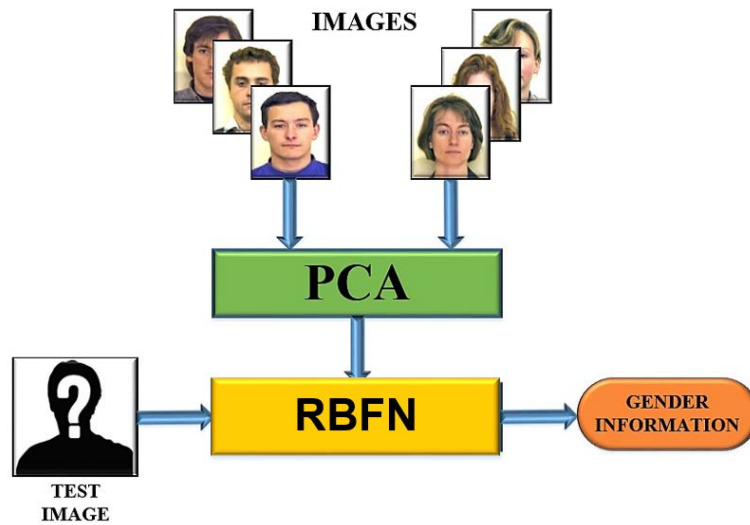 IMAGES
PCA
RBFN
GENDER
INFORMATION
TEST
IMAGE